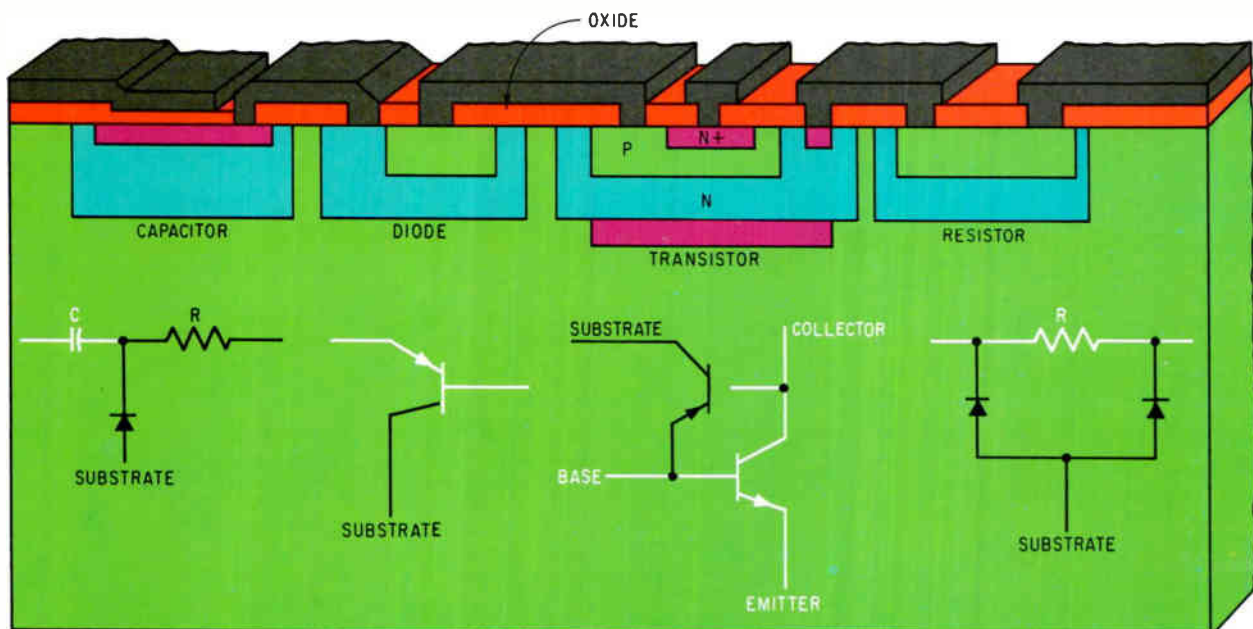 OXIDE
N+
P
N
CAPACITOR
DIODE
TRANSISTOR
RESISTOR
C
R
SUBSTRATE
SUBSTRATE
SUBSTRATE
COLLECTOR
BASE
EMITTER
R
SUBSTRATE